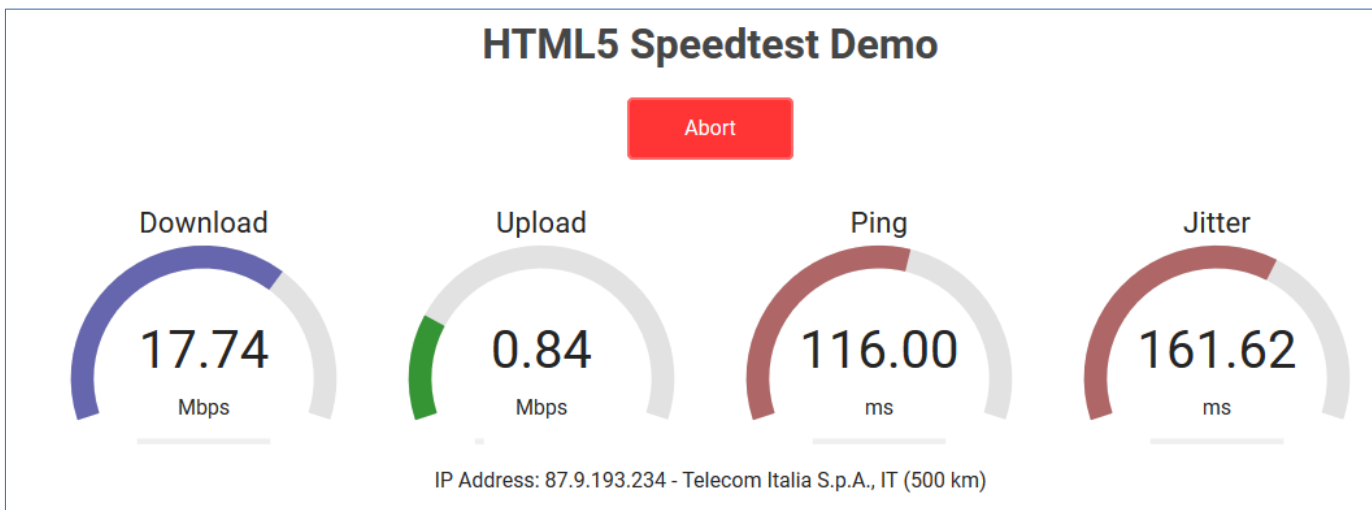 HTML5 Speedtest Demo
Abort
Download
Upload
Ping
Jitter
17.74
0.84
116.00
161.62
Mbps
Mbps
ms
ms
IP Address: 87.9.193.234 - Telecom Italia S.p.A., IT (500 km)